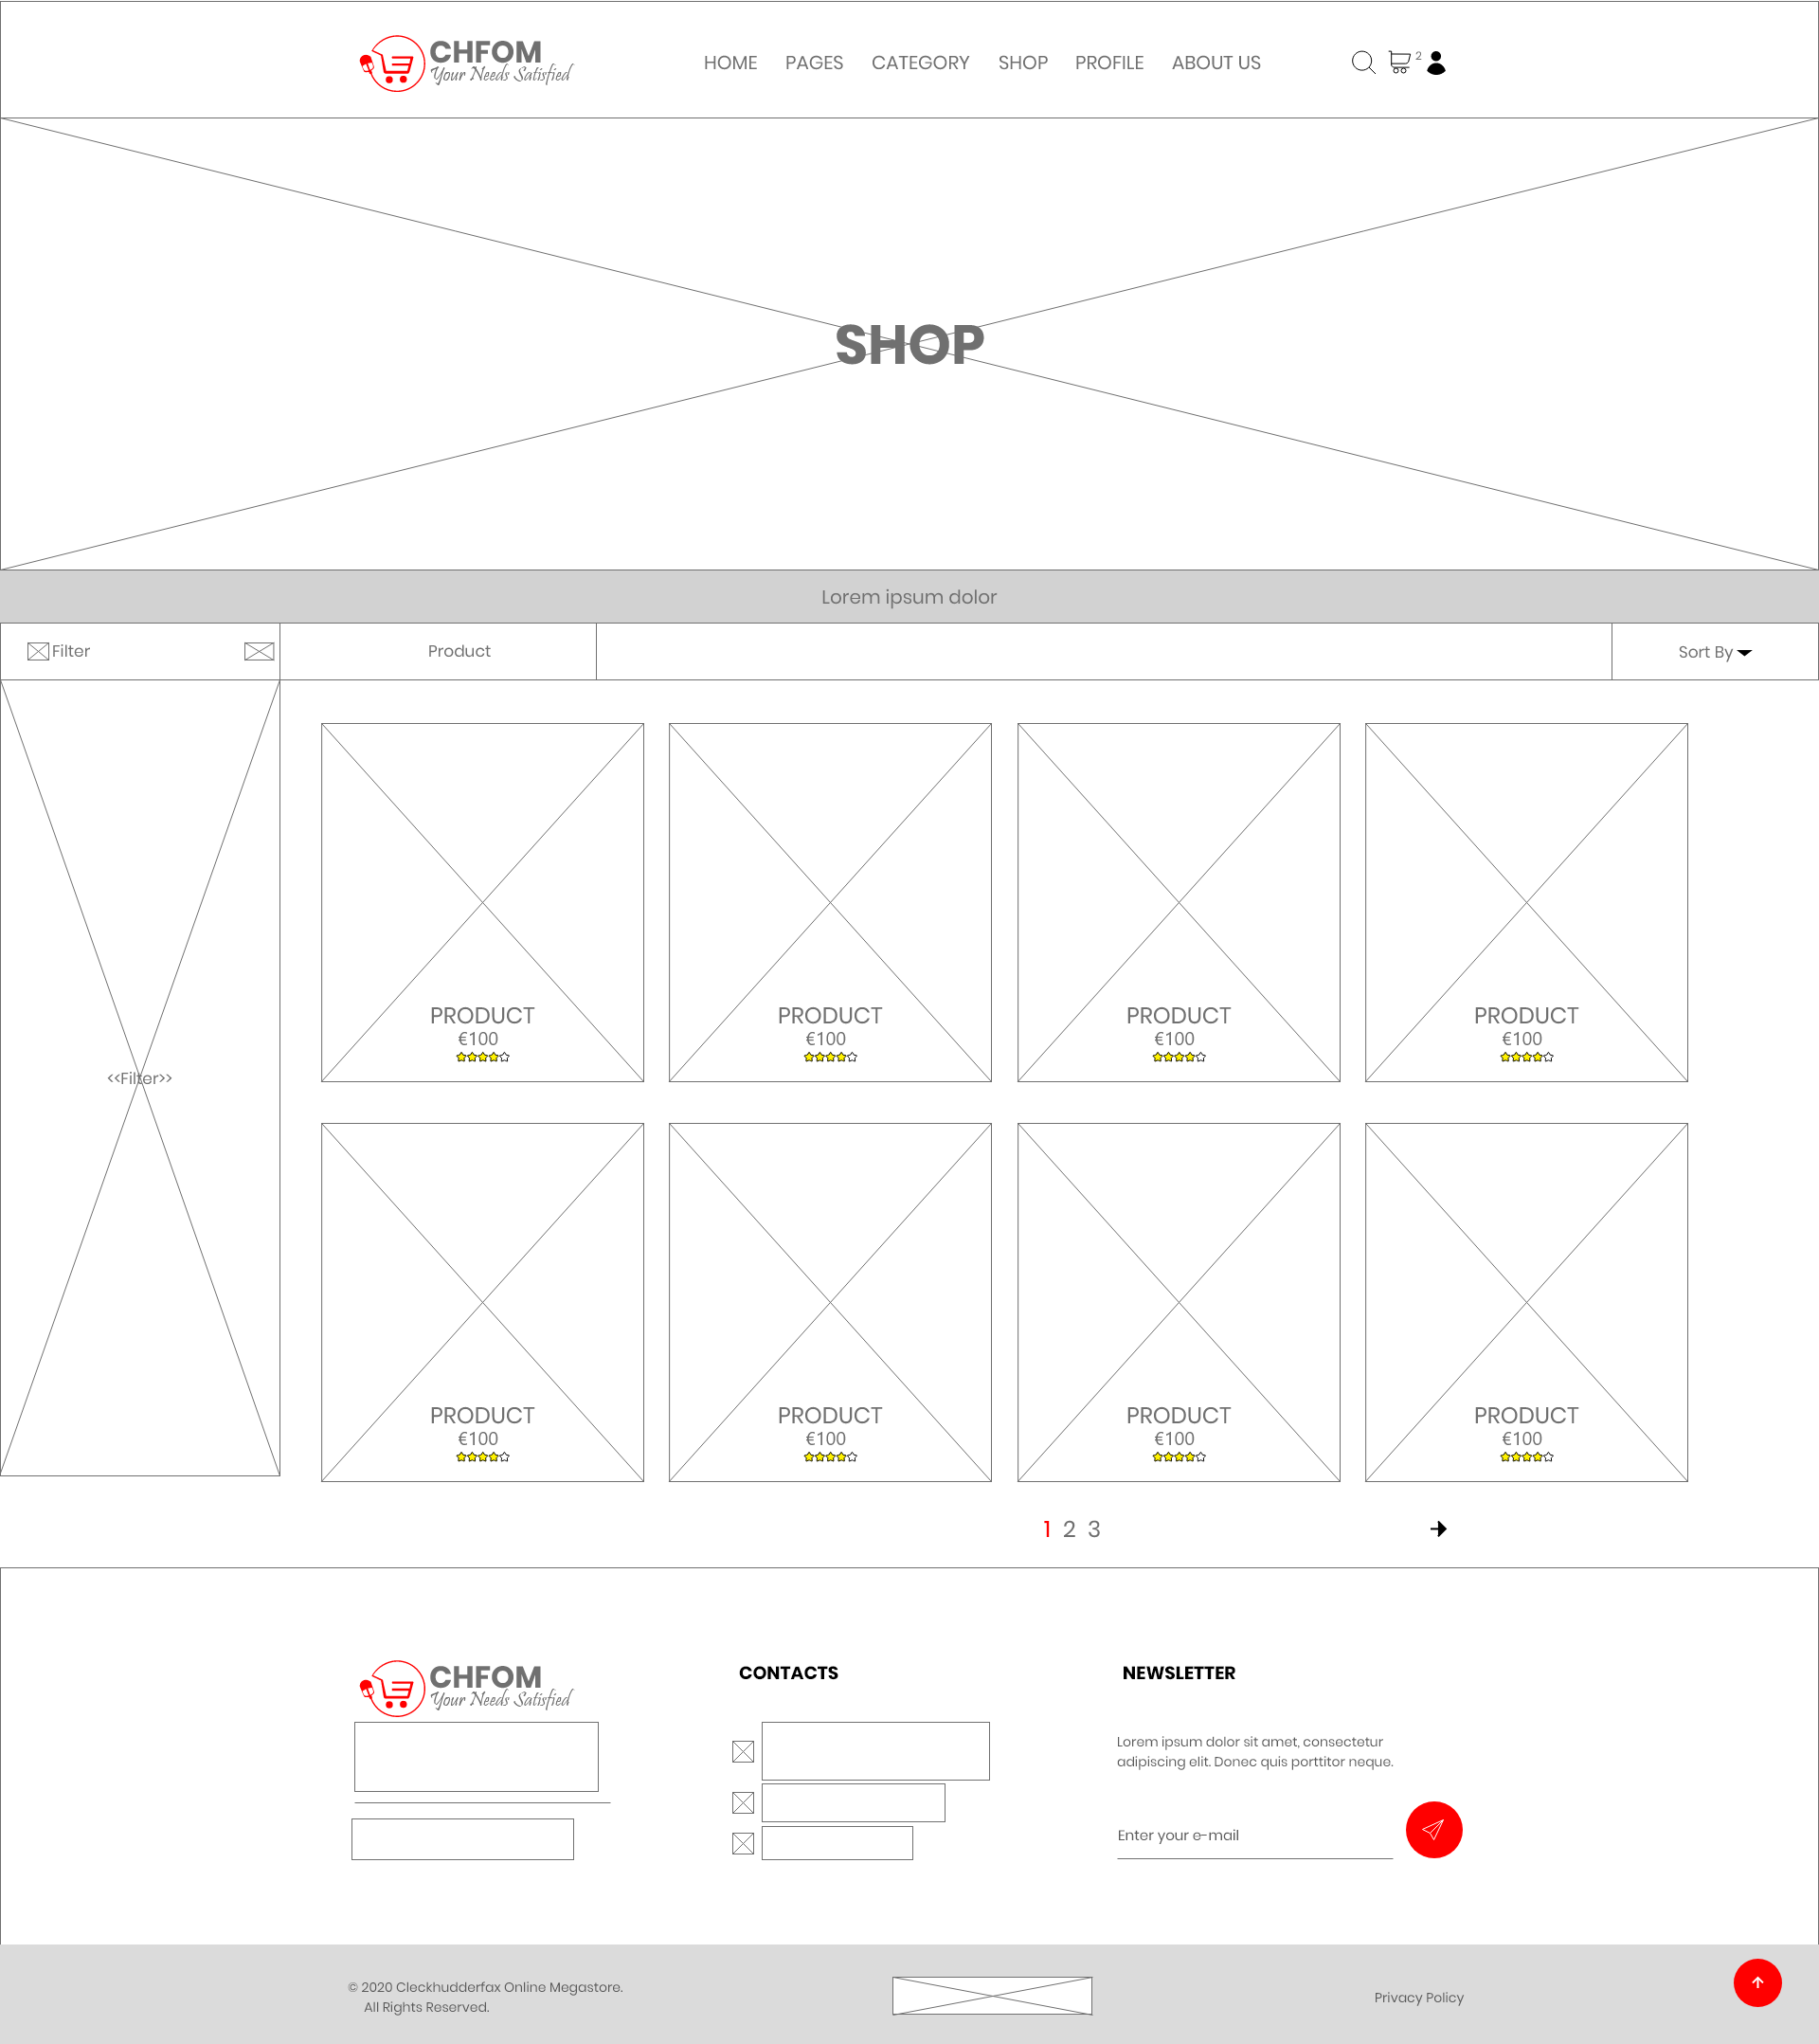 CHFOM
Your Needs Satisfied
HOME PAGES CATEGORY SHOP PROFILE ABOUT US
2
SHOP
Lorem ipsum dolor
Filter
Product
Sort By
<<Filter>>
PRODUCT PRODUCT PRODUCT PRODUCT
€100 €100 €100 €100
PRODUCT PRODUCT PRODUCT PRODUCT
€100 €100 €100 €100
1 2 3
CHFOM
Your Needs Satisfied
CONTACTS
NEWSLETTER
Lorem ipsum dolor sit amet, consectetur
adipiscing elit. Donec quis porttitor neque.
Enter your e-mail
© 2020 Cleckhudderfax Online Megastore.
All Rights Reserved.
Privacy Policy